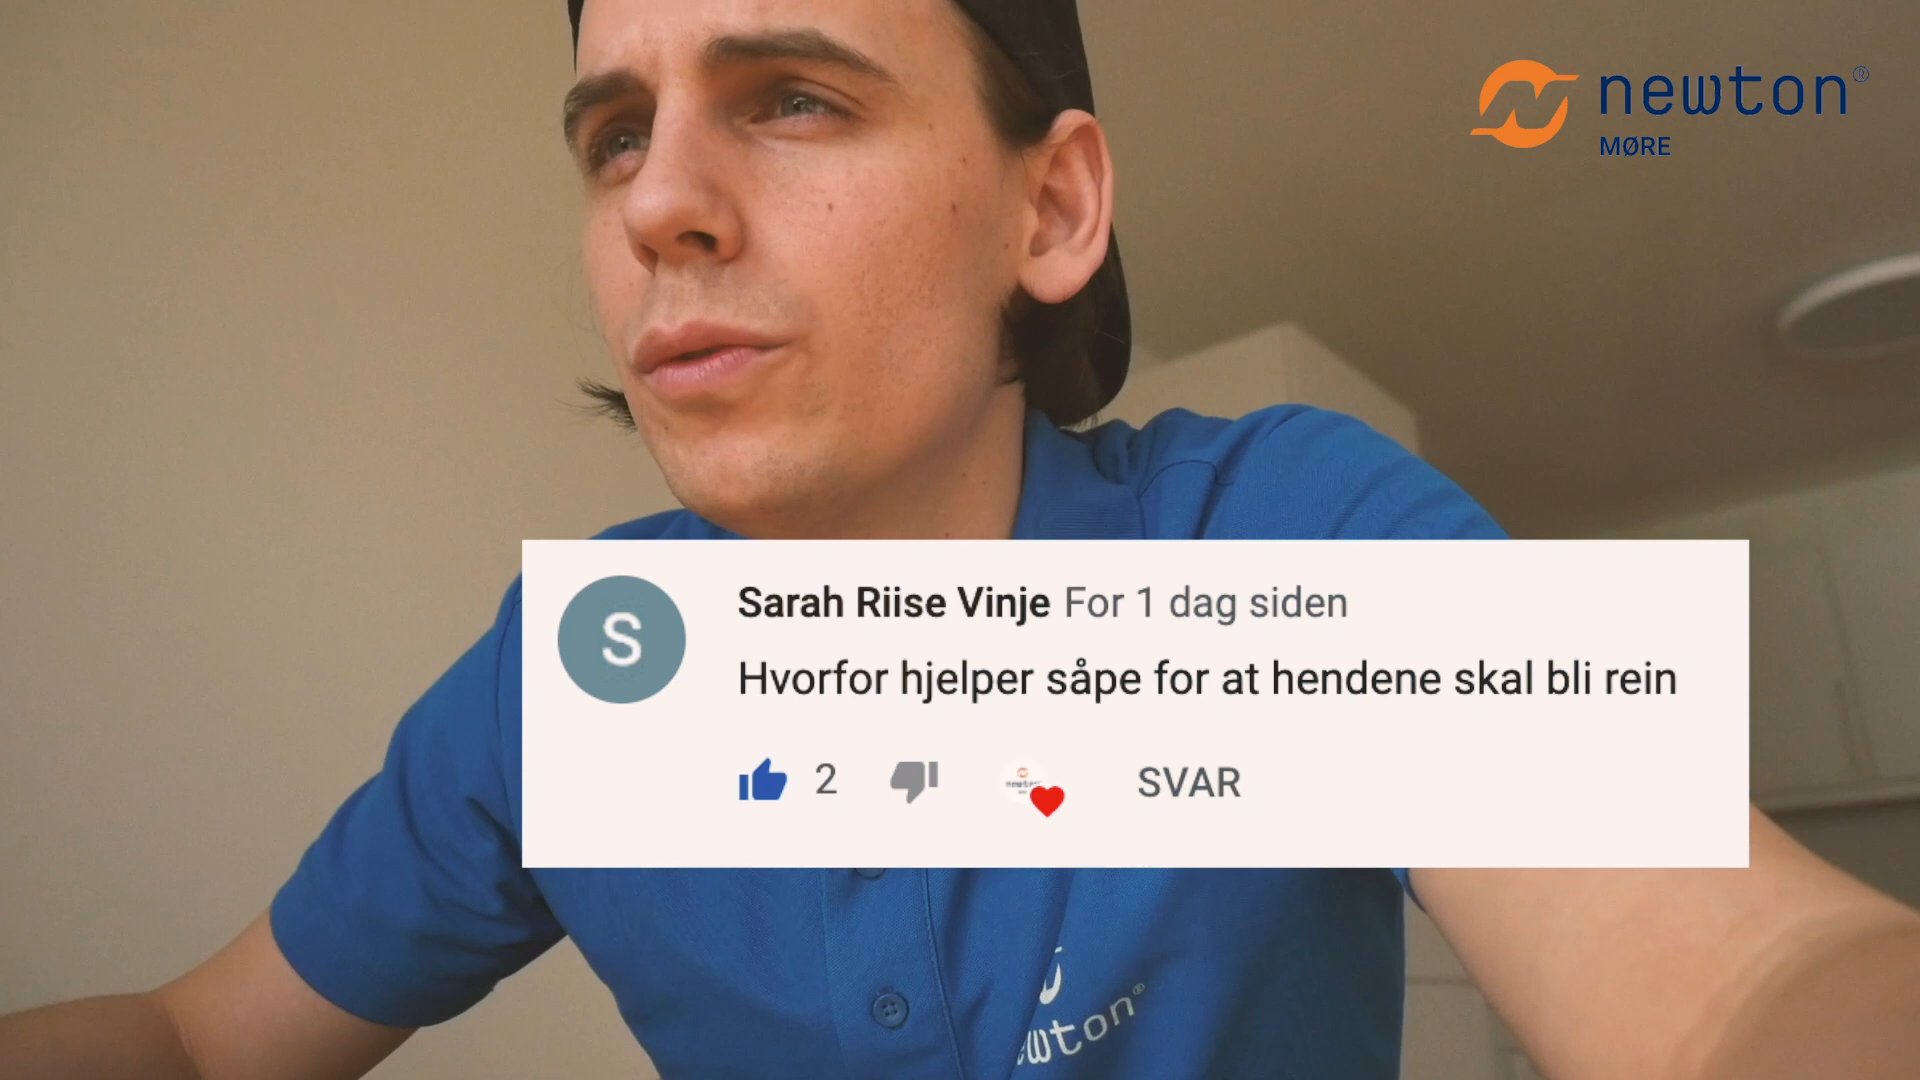 newton®
MØRE
S
Sarah Riise Vinje For 1 dag siden
Hvorfor hjelper såpe for at hendene skal bli rein
2
SVAR